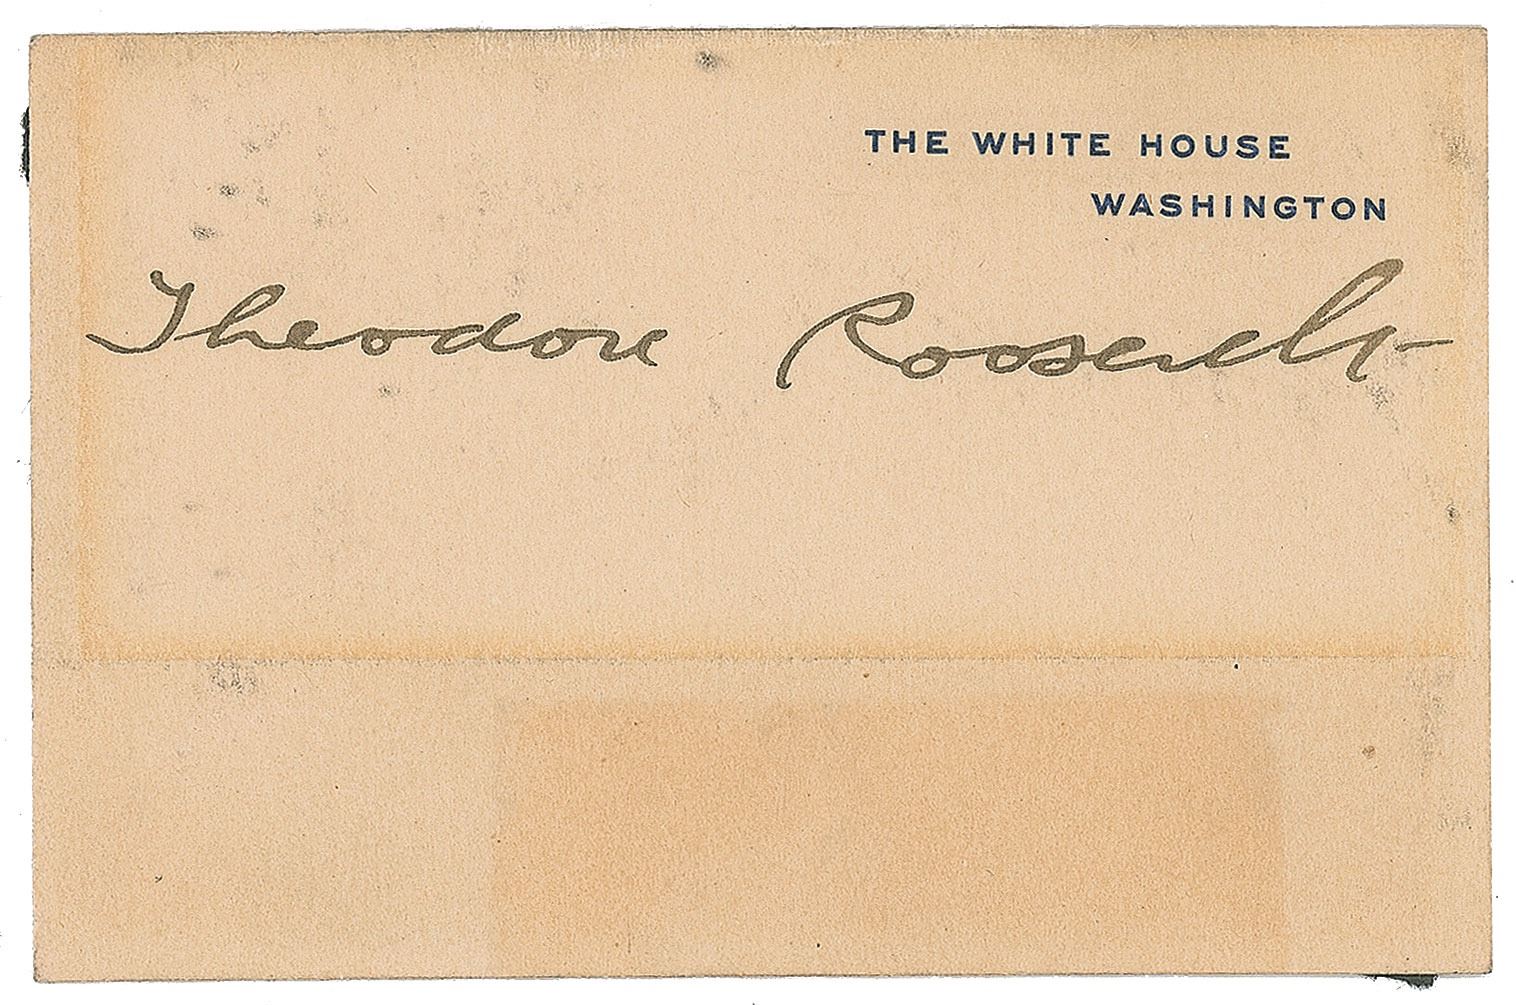 THE WHITE HOUSE
WASHINGTON
Theodore Roosevelt